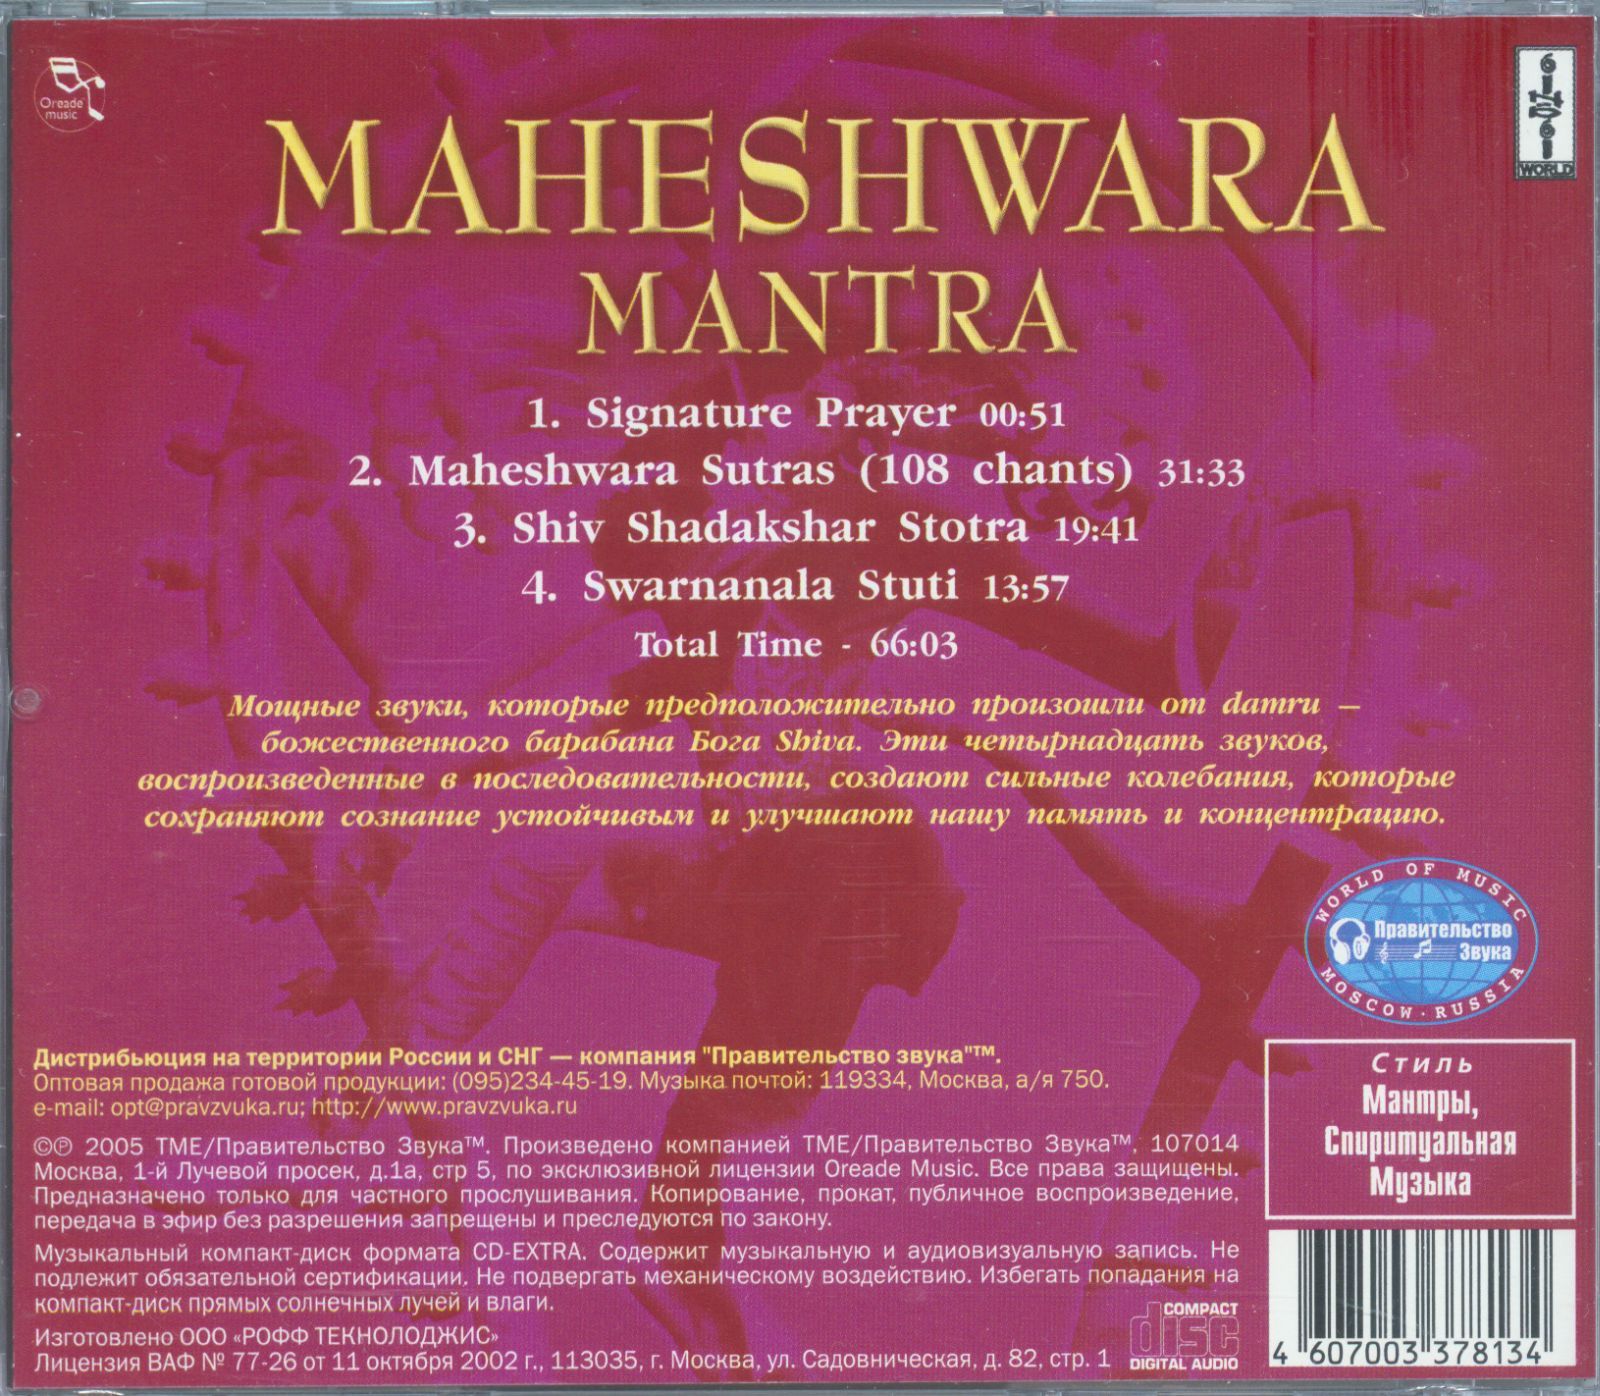 Oreade
music
WORLD
MAHESHWARA
MANTRA
1. Signature Prayer 00:51
2. Maheshwara Sutras (108 chants) 31:33
3. Shiv Shadakshar Stotra 19:41
4. Swarnanala Stuti 13:57
Total Time - 66:03
Мощные звуки, которые предположительно произошли от damru –
божественного барабана Бога Shiva. Эти четырнадцать звуков,
воспроизведенные в последовательности, создают сильные колебания, которые
сохраняют сознание устойчивым и улучшают нашу память и концентрацию.
WORLD OF MUSIC
Правительство
Звука
MOSCOW · RUSSIA
Дистрибьюция на территории России и СНГ — компания "Правительство звука"™.
Оптовая продажа готовой продукции: (095)234-45-19. Музыка почтой: 119334, Москва, а/я 750.
e-mail: opt@pravzvuka.ru; http://www.pravzvuka.ru
©℗ 2005 TME/Правительство Звука™. Произведено компанией TME/Правительство Звука™, 107014
Москва, 1-й Лучевой просек, д.1а, стр 5, по эксклюзивной лицензии Oreade Music. Все права защищены.
Предназначено только для частного прослушивания. Копирование, прокат, публичное воспроизведение,
передача в эфир без разрешения запрещены и преследуются по закону.
Музыкальный компакт-диск формата CD-EXTRA. Содержит музыкальную и аудиовизуальную запись. Не
подлежит обязательной сертификации. Не подвергать механическому воздействию. Избегать попадания на
компакт-диск прямых солнечных лучей и влаги.
Изготовлено ООО «РОФФ ТЕКНОЛОДЖИС»
Лицензия ВАФ № 77-26 от 11 октября 2002 г., 113035, г. Москва, ул. Садовническая, д. 82, стр. 1
COMPACT
disc
DIGITAL AUDIO
Стиль
Мантры,
Спиритуальная
Музыка
4 607003 378134